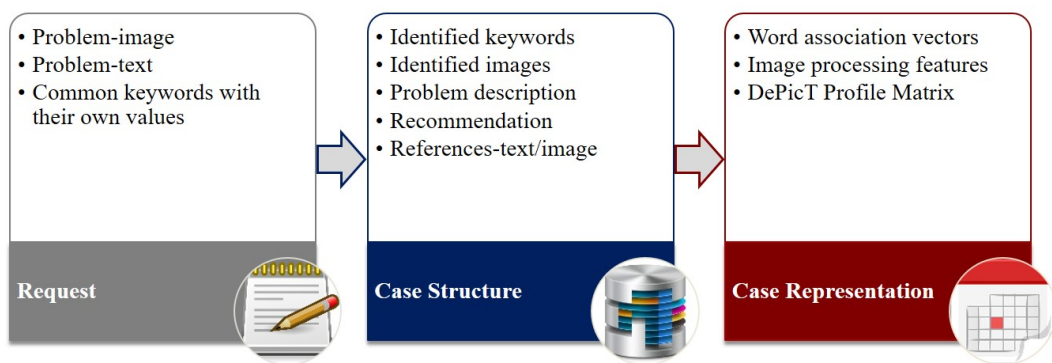 • Problem-image
• Problem-text
• Common keywords with
their own values
Request
• Identified keywords
• Identified images
• Problem description
• Recommendation
• References-text/image
Case Structure
• Word association vectors
• Image processing features
• DePicT Profile Matrix
Case Representation